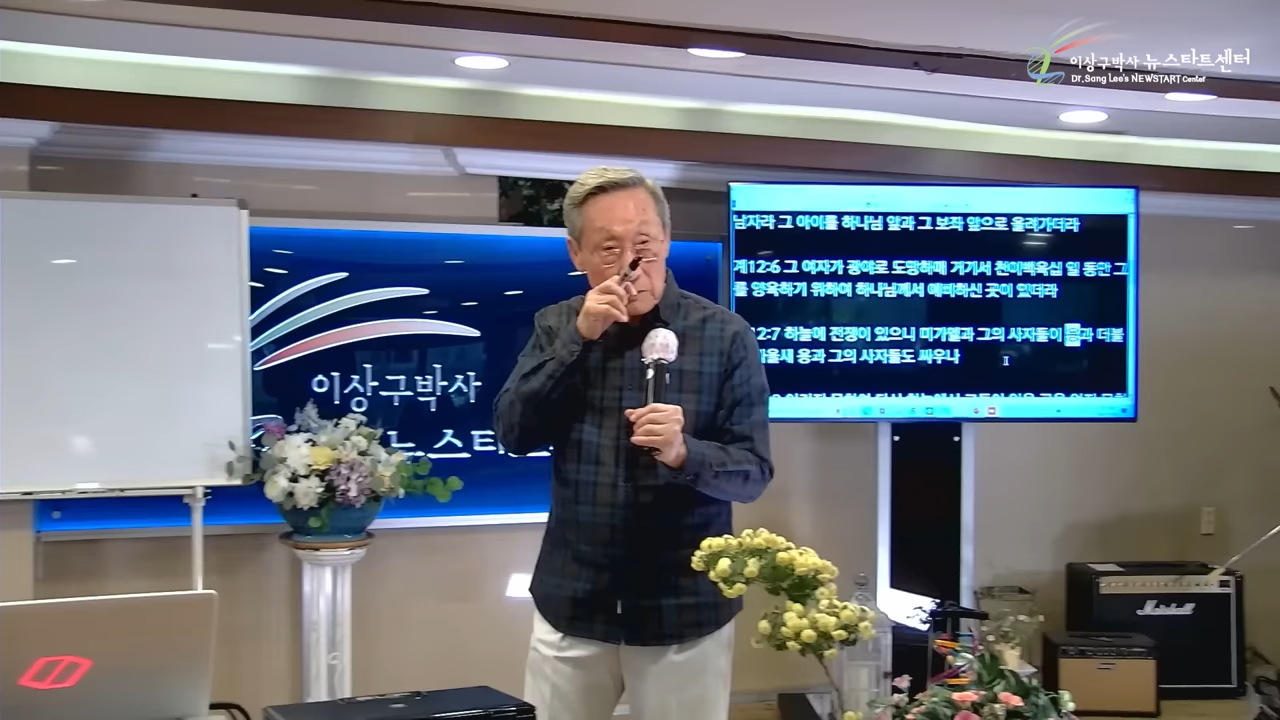 이상구박사 뉴스타트센터
Dr. Sang Lee's NEWSTART Center
남자라 그 아이를 하나님 앞과 그 보좌 앞으로 올려가더라
계12:6 그 여자가 광야로 도망하매 거기서 천이백육십 일 동안 그
를 양육하기 위하여 하나님께서 예비하신 곳이 있더라
12:7 하늘에 전쟁이 있으니 미가엘과 그의 사자들이 용과 더불
싸울새 용과 그의 사자들도 싸우나
이상구박사
뉴스타트
Marshall